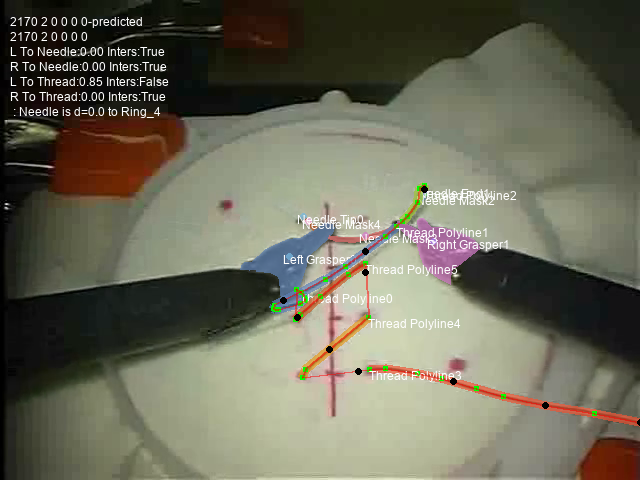 2170 2 0 0 0 0-predicted
2170 2 0 0 0 0
L To Needle:0.00 Inters:True
R To Needle:0.00 Inters:True
L To Thread:0.85 Inters:False
R To Thread:0.00 Inters:True
: Needle is d=0.0 to Ring_4
Polyline2
Needle Mask2
Needle Tip0
Needle Mask4
Thread Polyline1
Right Grasper1
Left Grasper
Thread Polyline5
Thread Polyline0
Thread Polyline4
Thread Polyline3